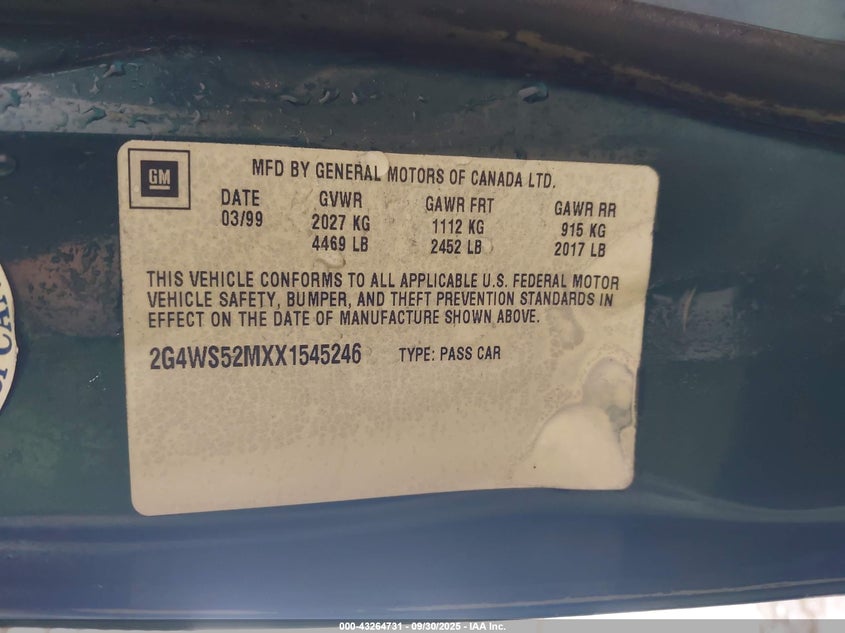 GM
MFD BY GENERAL MOTORS OF CANADA LTD.
DATE GVWR GAWR FRT GAWR RR
03/99 2027 KG 1112 KG 915 KG
4469 LB 2452 LB 2017 LB
THIS VEHICLE CONFORMS TO ALL APPLICABLE U.S. FEDERAL MOTOR
VEHICLE SAFETY, BUMPER, AND THEFT PREVENTION STANDARDS IN
EFFECT ON THE DATE OF MANUFACTURE SHOWN ABOVE.
2G4WS52MXX1545246 TYPE: PASS CAR
000-43264731 - 09/30/2025 - IAA Inc.